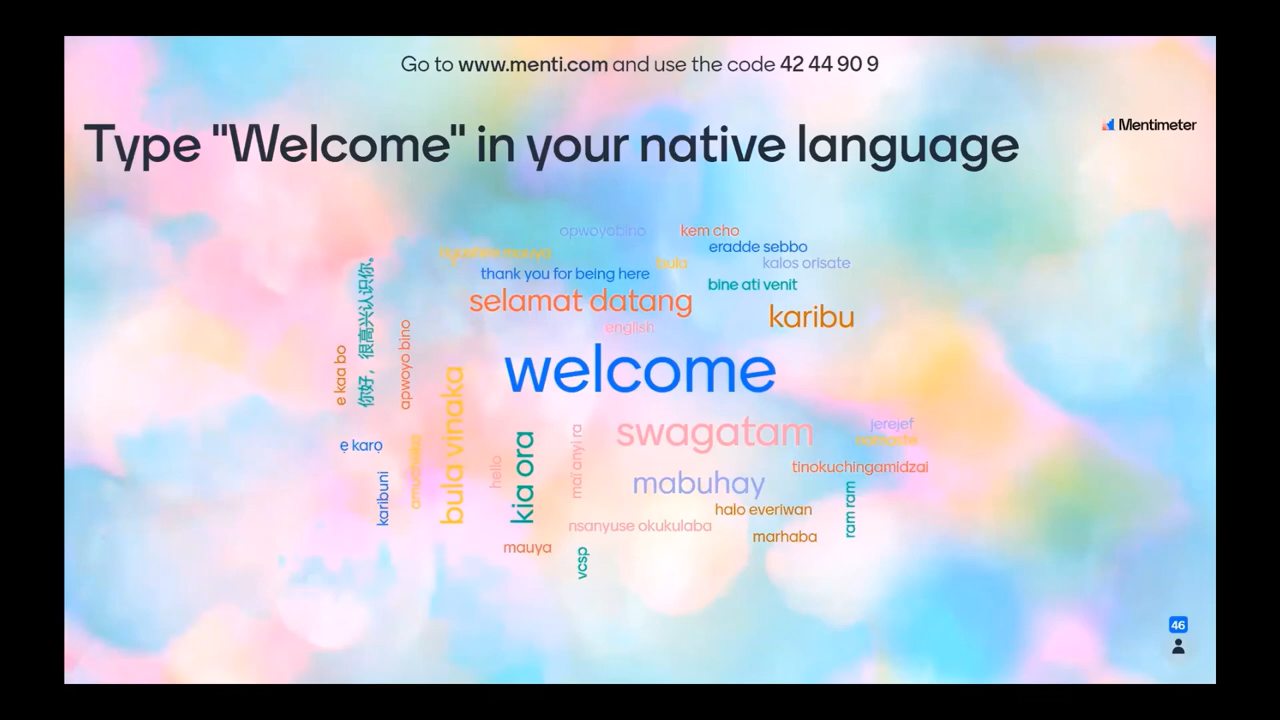 Go to www.menti.com and use the code 42 44 90 9
Type "Welcome" in your native language
Mentimeter
opwoyobino
kem cho
eradde sebbo
kalos orisate
thank you for being here
bula
bine ati venit
selamat datang
karibu
english
welcome
你好，很高兴认识你。
e kaa bo
apwoyo bino
ẹ karọ
karibuni
bula vinaka
hello
kia ora
mai anyi ra
swagatam
jerejef
namaste
mabuhay
tinokuchingamidzai
halo everiwan
ram ram
nsanyuse okukulaba
marhaba
mauya
vcsp
46